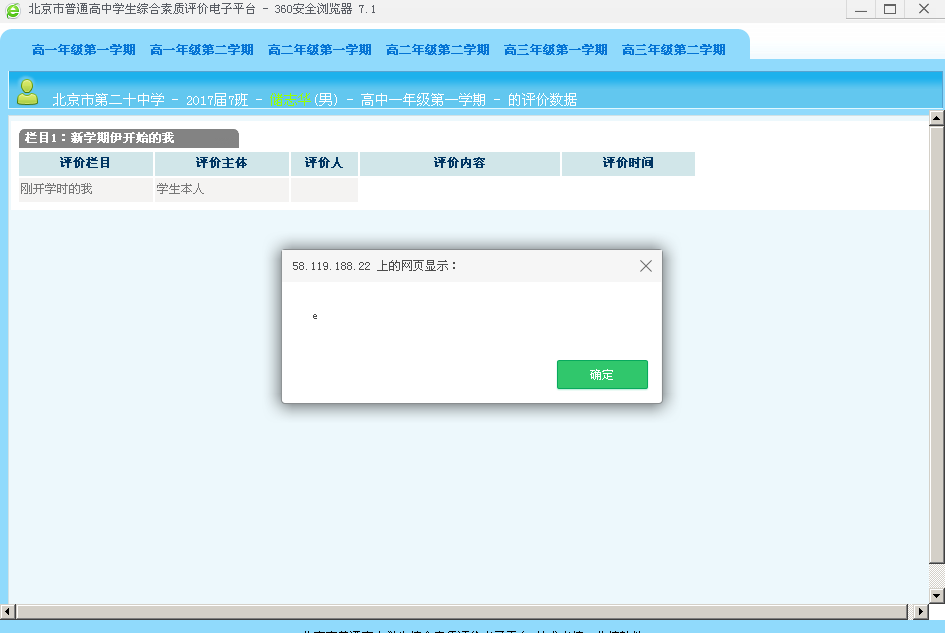 北京市普通高中学生综合素质评价电子平台 - 360安全浏览器 7.1
高一年级第一学期 高一年级第二学期 高二年级第一学期 高二年级第二学期 高三年级第一学期 高三年级第二学期
北京市第二十中学 - 2017届7班 - 储志华(男) - 高中一年级第一学期 - 的评价数据
栏目1：新学期伊开始的我
评价栏目 评价主体 评价人 评价内容 评价时间
刚开学时的我 学生本人
58.119.188.22 上的网页显示：
e
确定